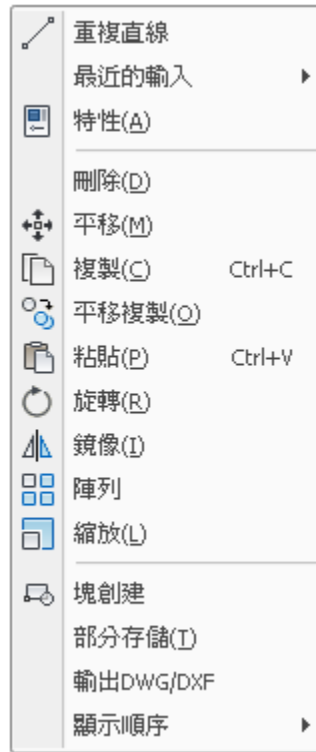 重複直線
最近的輸入
特性(A)
刪除(D)
平移(M)
複製(C) Ctrl+C
平移複製(O)
粘貼(P) Ctrl+V
旋轉(R)
鏡像(I)
陣列
縮放(L)
塊創建
部分存儲(T)
輸出DWG/DXF
顯示順序